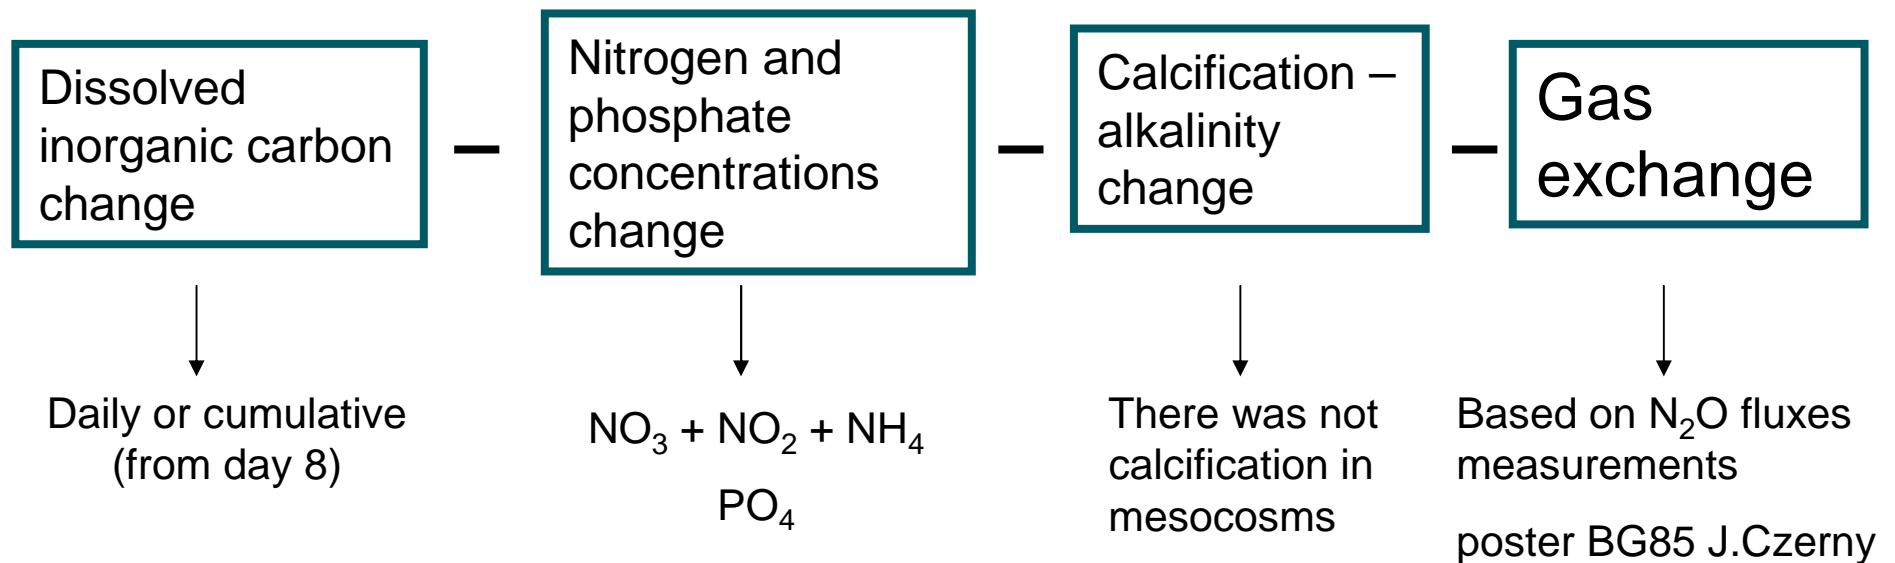 Dissolved
inorganic carbon
change
–
Nitrogen and
phosphate
concentrations
change
–
Calcification –
alkalinity
change
–
Gas
exchange
Daily or cumulative
(from day 8)
NO₃ + NO₂ + NH₄
PO₄
There was not
calcification in
mesocosms
Based on N₂O fluxes
measurements
poster BG85 J.Czerny